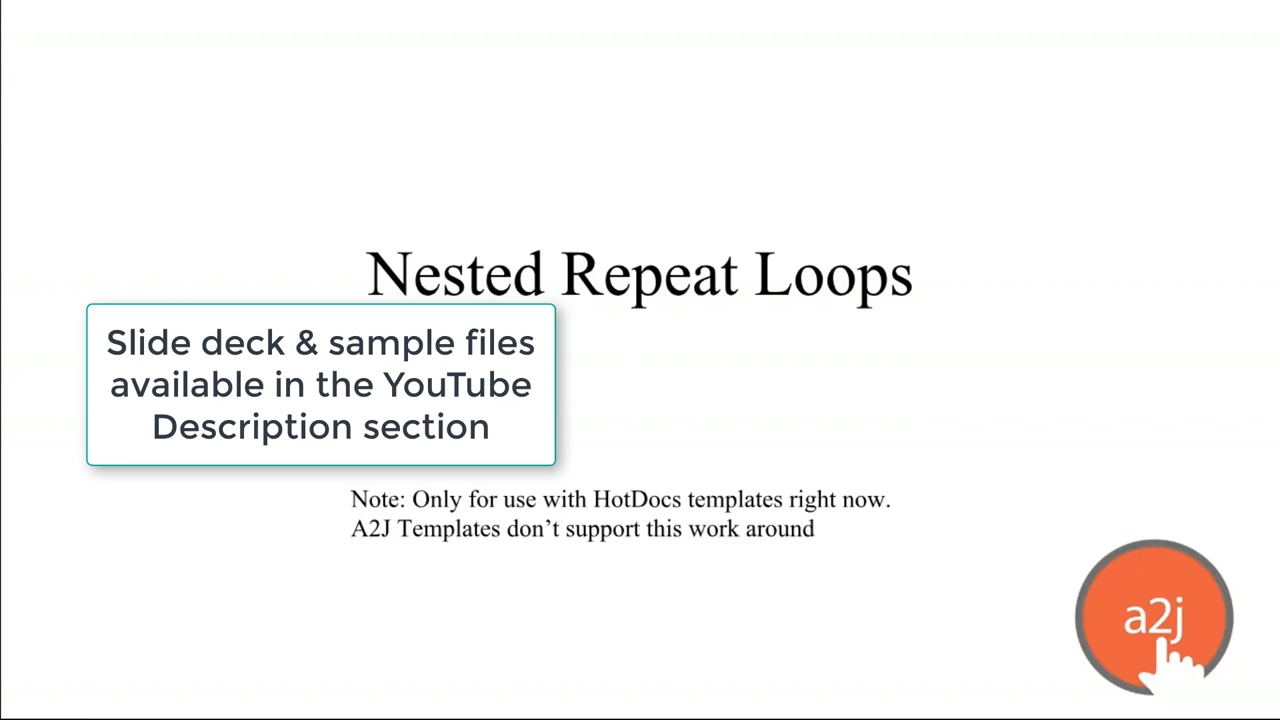 Nested Repeat Loops
Slide deck & sample files
available in the YouTube
Description section
Note: Only for use with HotDocs templates right now.
A2J Templates don’t support this work around
a2j